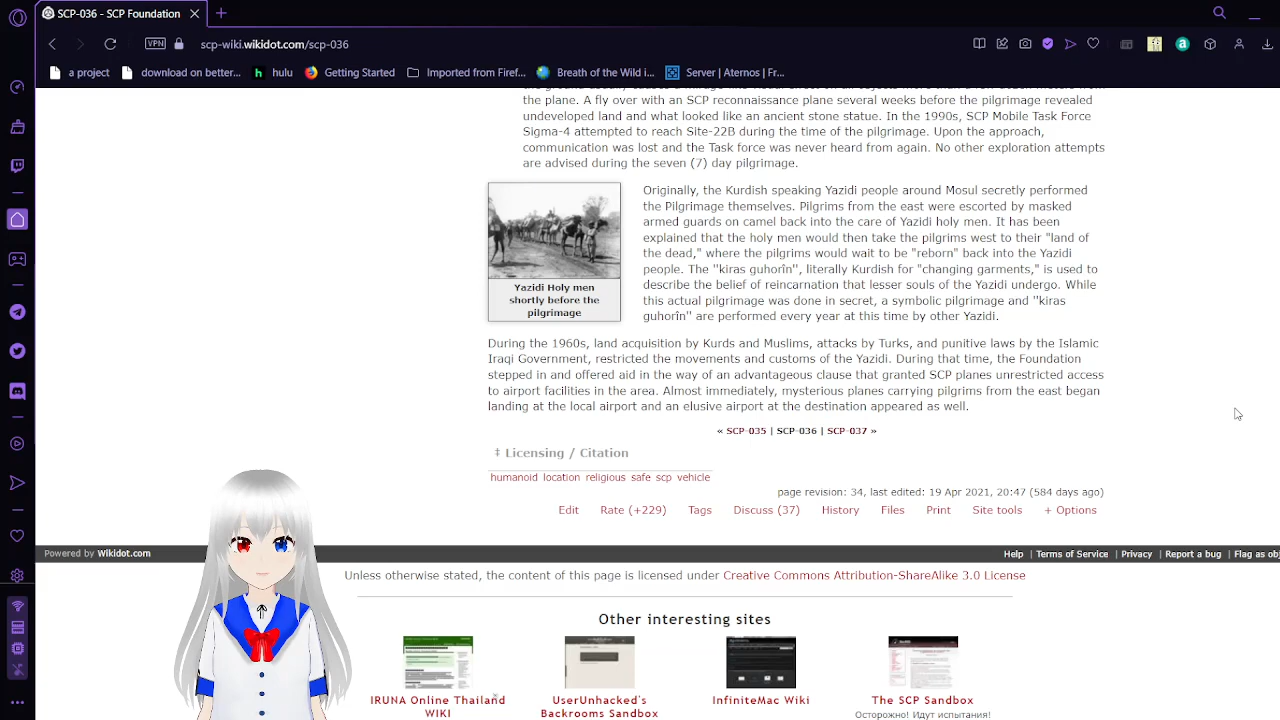 SCP-036 - SCP Foundation
VPN
scp-wiki.wikidot.com/scp-036
a project
download on better...
h hulu
Getting Started
Imported from Firef...
Breath of the Wild i...
Server | Aternos | Fr...
the plane. A fly over with an SCP reconnaissance plane several weeks before the pilgrimage revealed
undeveloped land and what looked like an ancient stone statue. In the 1990s, SCP Mobile Task Force
Sigma-4 attempted to reach Site-22B during the time of the pilgrimage. Upon the approach,
communication was lost and the Task force was never heard from again. No other exploration attempts
are advised during the seven (7) day pilgrimage.
Originally, the Kurdish speaking Yazidi people around Mosul secretly performed
the Pilgrimage themselves. Pilgrims from the east were escorted by masked
armed guards on camel back into the care of Yazidi holy men. It has been
explained that the holy men would then take the pilgrims west to their "land of
the dead," where the pilgrims would wait to be "reborn" back into the Yazidi
people. The "kiras guhorîn", literally Kurdish for "changing garments," is used to
describe the belief of reincarnation that lesser souls of the Yazidi undergo. While
this actual pilgrimage was done in secret, a symbolic pilgrimage and "kiras
guhorîn" are performed every year at this time by other Yazidi.
Yazidi Holy men
shortly before the
pilgrimage
During the 1960s, land acquisition by Kurds and Muslims, attacks by Turks, and punitive laws by the Islamic
Iraqi Government, restricted the movements and customs of the Yazidi. During that time, the Foundation
stepped in and offered aid in the way of an advantageous clause that granted SCP planes unrestricted access
to airport facilities in the area. Almost immediately, mysterious planes carrying pilgrims from the east began
landing at the local airport and an elusive airport at the destination appeared as well.
« SCP-035 | SCP-036 | SCP-037 »
‡ Licensing / Citation
humanoid location religious safe scp vehicle
page revision: 34, last edited: 19 Apr 2021, 20:47 (584 days ago)
Edit Rate (+229) Tags Discuss (37) History Files Print Site tools + Options
Powered by Wikidot.com
Help | Terms of Service | Privacy | Report a bug | Flag as obj
Unless otherwise stated, the content of this page is licensed under Creative Commons Attribution-ShareAlike 3.0 License
Other interesting sites
IRUNA Online Thailand
WIKI
UserUnhacked's
Backrooms Sandbox
InfiniteMac Wiki
The SCP Sandbox
Осторожно! Идут испытания!